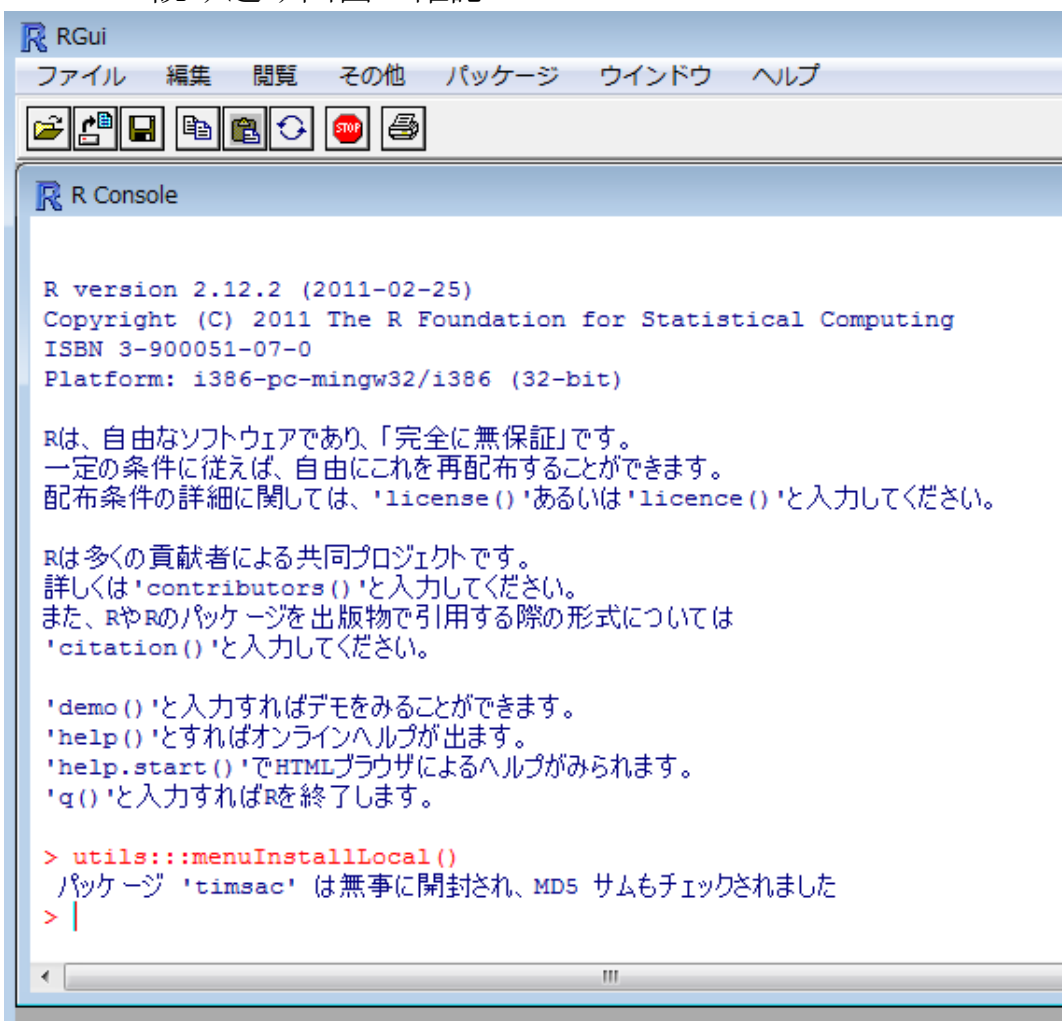 RGui
ファイル 編集 閲覧 その他 パッケージ ウインドウ ヘルプ
STOP
R Console
R version 2.12.2 (2011-02-25)
Copyright (C) 2011 The R Foundation for Statistical Computing
ISBN 3-900051-07-0
Platform: i386-pc-mingw32/i386 (32-bit)
Rは、自由なソフトウェアであり、「完全に無保証」です。
一定の条件に従えば、自由にこれを再配布することができます。
配布条件の詳細に関しては、'license()'あるいは'licence()'と入力してください。
Rは多くの貢献者による共同プロジェクトです。
詳しくは'contributors()'と入力してください。
また、RやRのパッケージを出版物で引用する際の形式については
'citation()'と入力してください。
'demo()'と入力すればデモをみることができます。
'help()'とすればオンラインヘルプが出ます。
'help.start()'でHTMLブラウザによるヘルプがみられます。
'q()'と入力すればRを終了します。
> utils:::menuInstallLocal()
パッケージ 'timsac' は無事に開封され、MD5 サムもチェックされました
>